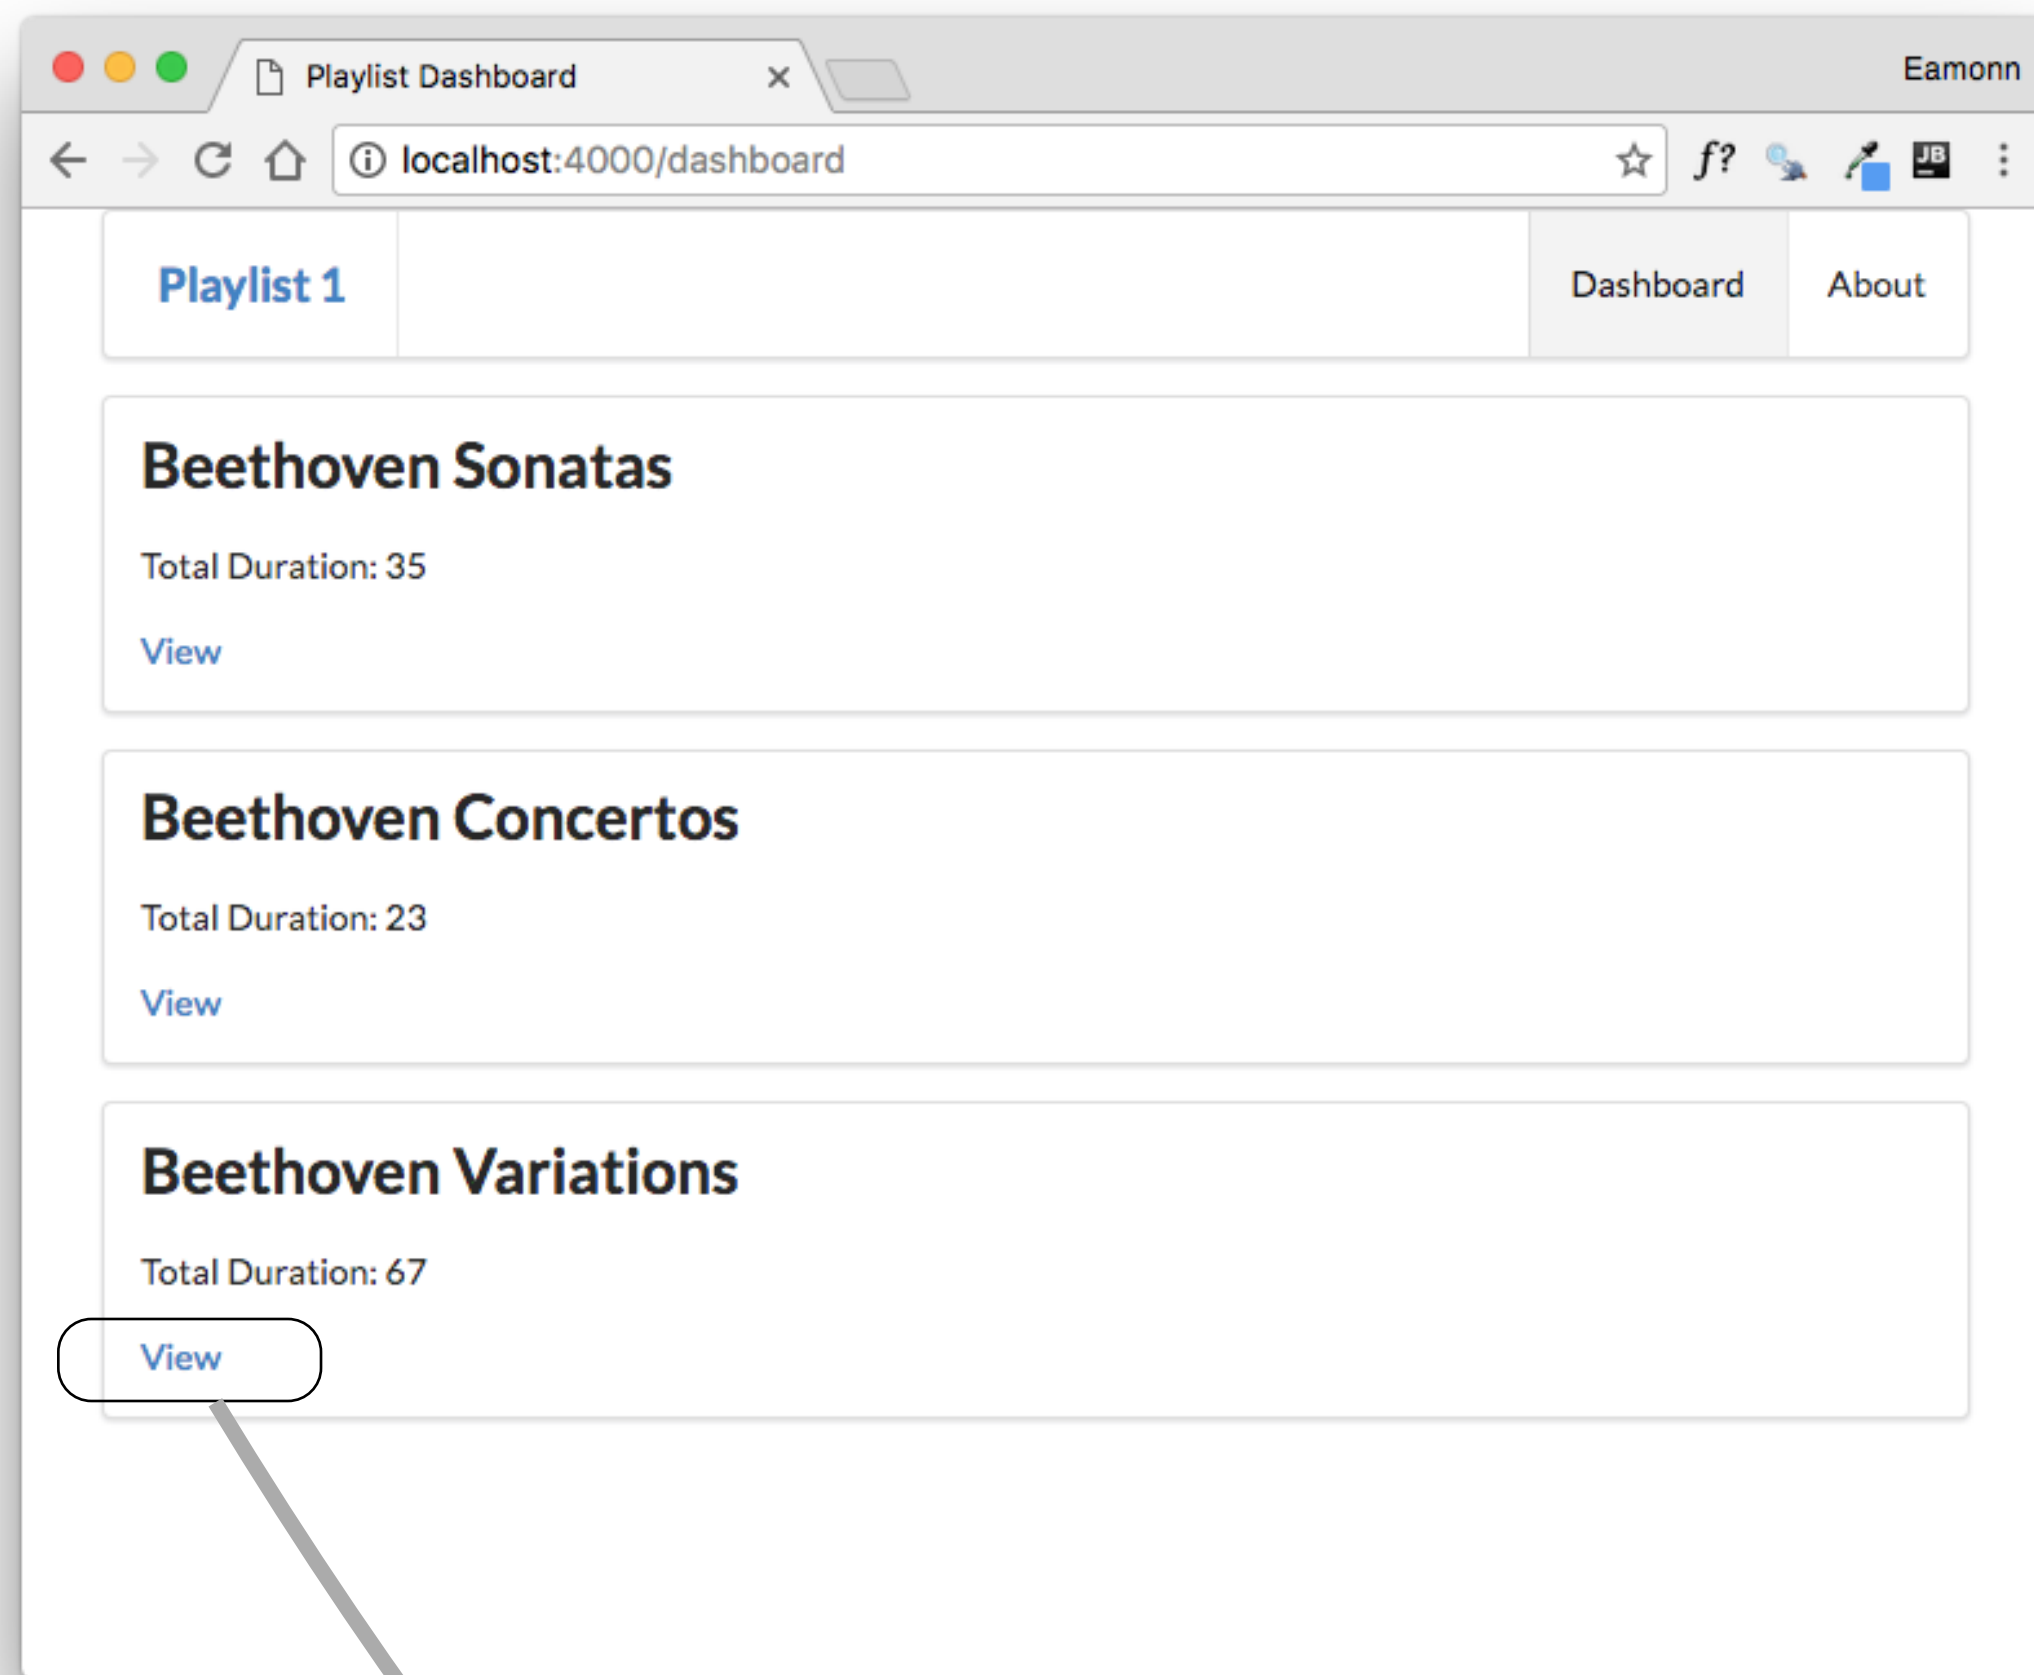 Playlist Dashboard
Eamonn
localhost:4000/dashboard
f?
JB
Playlist 1
Dashboard
About
Beethoven Sonatas
Total Duration: 35
View
Beethoven Concertos
Total Duration: 23
View
Beethoven Variations
Total Duration: 67
View